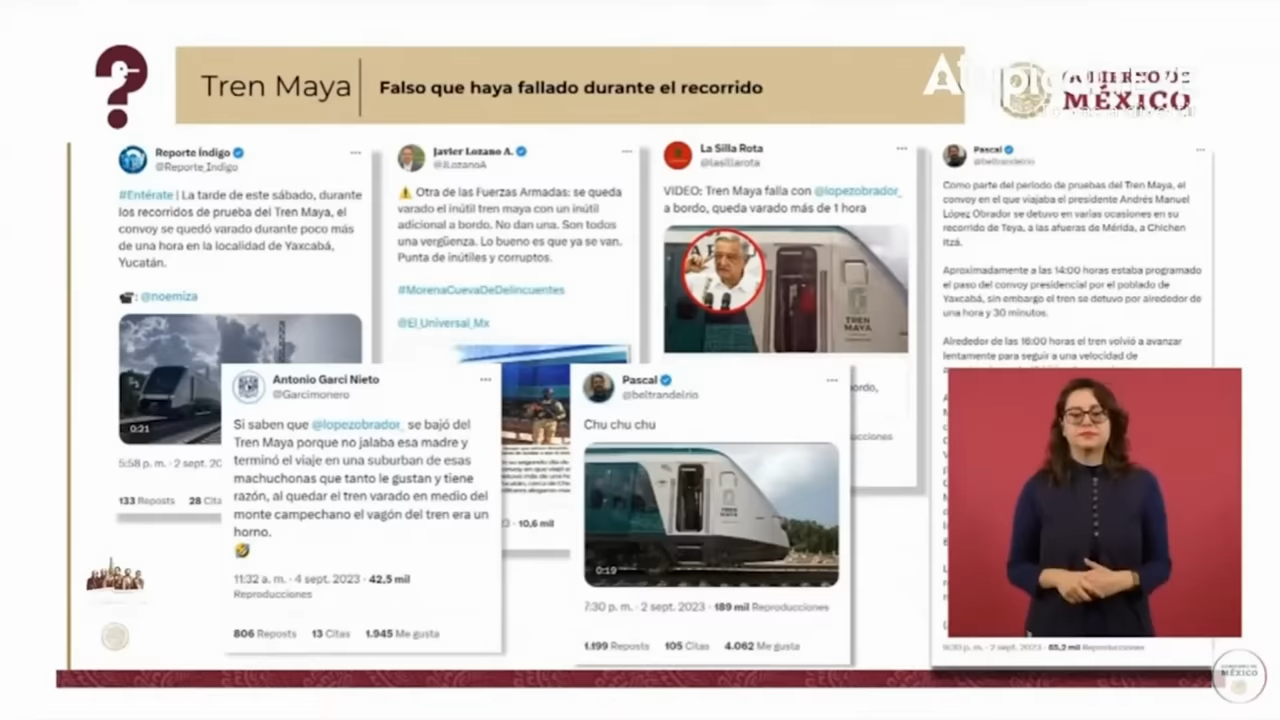 Tren Maya
Falso que haya fallado durante el recorrido
MÉXICO
Reporte Índigo
@Reporte_Indigo
#Entérate | La tarde de este sábado, durante
los recorridos de prueba del Tren Maya, el
convoy se quedó varado durante poco más
de una hora en la localidad de Yaxcabá,
Yucatán.
: @noemiza
0:21
5:58 p. m. · 2 sept. 20
133 Reposts 28 Cita
Javier Lozano A.
@JLozanoA
Otra de las Fuerzas Armadas: se queda
varado el inútil tren maya con un inútil
adicional a bordo. No dan una. Son todos
una vergüenza. Lo bueno es que ya se van.
Punta de inútiles y corruptos.
#MorenaCuevaDeDelincuentes
@El_Universal_Mx
10,6 mil
La Silla Rota
@lasillarota
VIDEO: Tren Maya falla con @lopezobrador_
a bordo, queda varado más de 1 hora
TREN
MAYA
bordo,
ucciones
Pascal
@beltrandelrio
Como parte del periodo de pruebas del Tren Maya, el
convoy en el que viajaba el presidente Andrés Manuel
López Obrador se detuvo en varias ocasiones en su
recorrido de Teya, a las afueras de Mérida, a Chichen
Itzá.
Aproximadamente a las 14:00 horas estaba programado
el paso del convoy presidencial por el poblado de
Yaxcabá, sin embargo el tren se detuvo por alrededor de
una hora y 30 minutos.
Alrededor de las 16:00 horas el tren volvió a avanzar
lentamente para seguir a una velocidad de
9:30 p. m. · 2 sept. 2023 · 65,2 mil Reproducciones
Antonio Garci Nieto
@Garcimonero
Si saben que @lopezobrador_ se bajó del
Tren Maya porque no jalaba esa madre y
terminó el viaje en una suburban de esas
machuchonas que tanto le gustan y tiene
razón, al quedar el tren varado en medio del
monte campechano el vagón del tren era un
horno.
11:32 a. m. · 4 sept. 2023 · 42,5 mil
Reproducciones
806 Reposts 13 Citas 1.945 Me gusta
Pascal
@beltrandelrio
Chu chu chu
TREN
MAYA
0:19
7:30 p. m. · 2 sept. 2023 · 189 mil Reproducciones
1.199 Reposts 105 Citas 4.062 Me gusta
GOBIERNO DE
MÉXICO